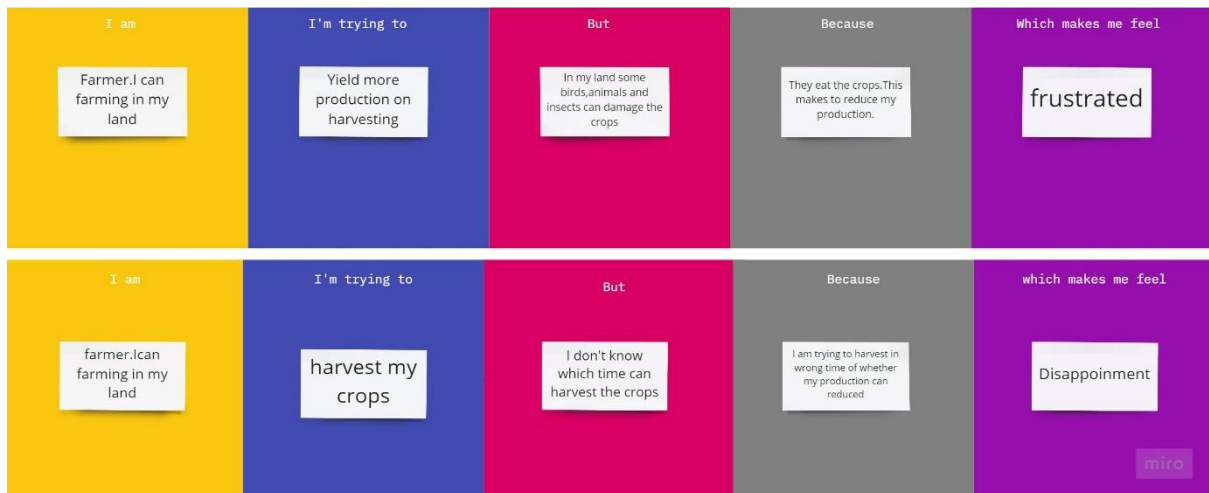 I am
Farmer.I can
farming in my
land
I'm trying to
Yield more
production on
harvesting
But
In my land some
birds,animals and
insects can damage the
crops
Because
They eat the crops.This
makes to reduce my
production.
Which makes me feel
frustrated
I am
farmer.Ican
farming in my
land
I'm trying to
harvest my
crops
But
I don't know
which time can
harvest the crops
Because
I am trying to harvest in
wrong time of whether
my production can
reduced
which makes me feel
Disappoinment
miro